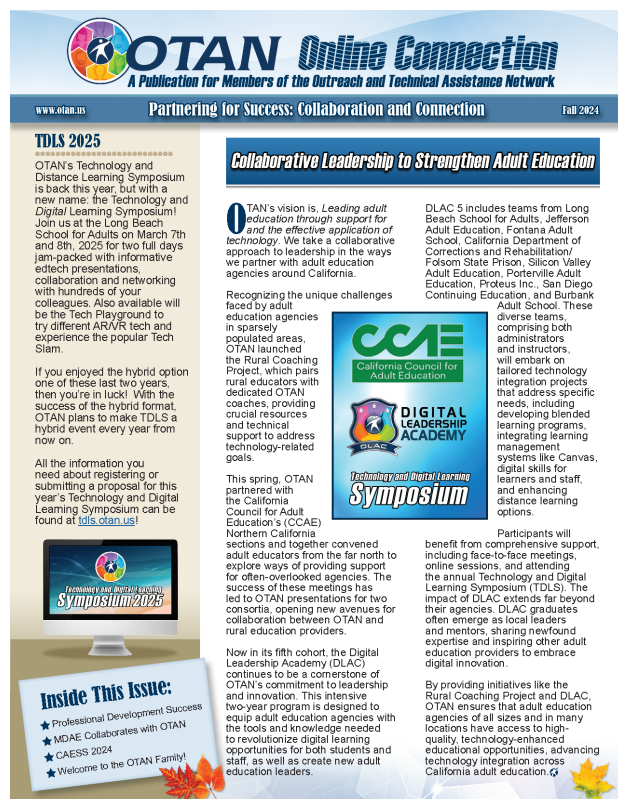 OTAN Online Connection
A Publication for Members of the Outreach and Technical Assistance Network
www.otan.us
Partnering for Success: Collaboration and Connection
Fall 2024
TDLS 2025
OTAN's Technology and
Distance Learning Symposium
is back this year, but with a
new name: the Technology and
Digital Learning Symposium!
Join us at the Long Beach
School for Adults on March 7th
and 8th, 2025 for two full days
jam-packed with informative
edtech presentations,
collaboration and networking
with hundreds of your
colleagues. Also available will
be the Tech Playground to
try different AR/VR tech and
experience the popular Tech
Slam.
If you enjoyed the hybrid option
one of these last two years,
then you're in luck! With the
success of the hybrid format,
OTAN plans to make TDLS a
hybrid event every year from
now on.
All the information you
need about registering or
submitting a proposal for this
year's Technology and Digital
Learning Symposium can be
found at tdls.otan.us!
Technology and Digital Learning
Symposium 2025
Inside This Issue:
Professional Development Success
MDAE Collaborates with OTAN
CAESS 2024
Welcome to the OTAN Family!
Collaborative Leadership to Strengthen Adult Education
OTAN's vision is, Leading adult
education through support for
and the effective application of
technology. We take a collaborative
approach to leadership in the ways
we partner with adult education
agencies around California.
Recognizing the unique challenges
faced by adult
education agencies
in sparsely
populated areas,
OTAN launched
the Rural Coaching
Project, which pairs
rural educators with
dedicated OTAN
coaches, providing
crucial resources
and technical
support to address
technology-related
goals.
This spring, OTAN
partnered with
the California
Council for Adult
Education's (CCAE)
Northern California
sections and together convened
adult educators from the far north to
explore ways of providing support
for often-overlooked agencies. The
success of these meetings has
led to OTAN presentations for two
consortia, opening new avenues for
collaboration between OTAN and
rural education providers.
Now in its fifth cohort, the Digital
Leadership Academy (DLAC)
continues to be a cornerstone of
OTAN's commitment to leadership
and innovation. This intensive
two-year program is designed to
equip adult education agencies with
the tools and knowledge needed
to revolutionize digital learning
opportunities for both students and
staff, as well as create new adult
education leaders.
CCAE
California Council for
Adult Education
DLAC
DIGITAL
LEADERSHIP
ACADEMY
Technology and Digital Learning
Symposium
DLAC 5 includes teams from Long
Beach School for Adults, Jefferson
Adult Education, Fontana Adult
School, California Department of
Corrections and Rehabilitation/
Folsom State Prison, Silicon Valley
Adult Education, Porterville Adult
Education, Proteus Inc., San Diego
Continuing Education, and Burbank
Adult School. These
diverse teams,
comprising both
administrators
and instructors,
will embark on
tailored technology
integration projects
that address specific
needs, including
developing blended
learning programs,
integrating learning
management
systems like Canvas,
digital skills for
learners and staff,
and enhancing
distance learning
options.
Participants will
benefit from comprehensive support,
including face-to-face meetings,
online sessions, and attending
the annual Technology and Digital
Learning Symposium (TDLS). The
impact of DLAC extends far beyond
their agencies. DLAC graduates
often emerge as local leaders
and mentors, sharing newfound
expertise and inspiring other adult
education providers to embrace
digital innovation.
By providing initiatives like the
Rural Coaching Project and DLAC,
OTAN ensures that adult education
agencies of all sizes and in many
locations have access to high-
quality, technology-enhanced
educational opportunities, advancing
technology integration across
California adult education.